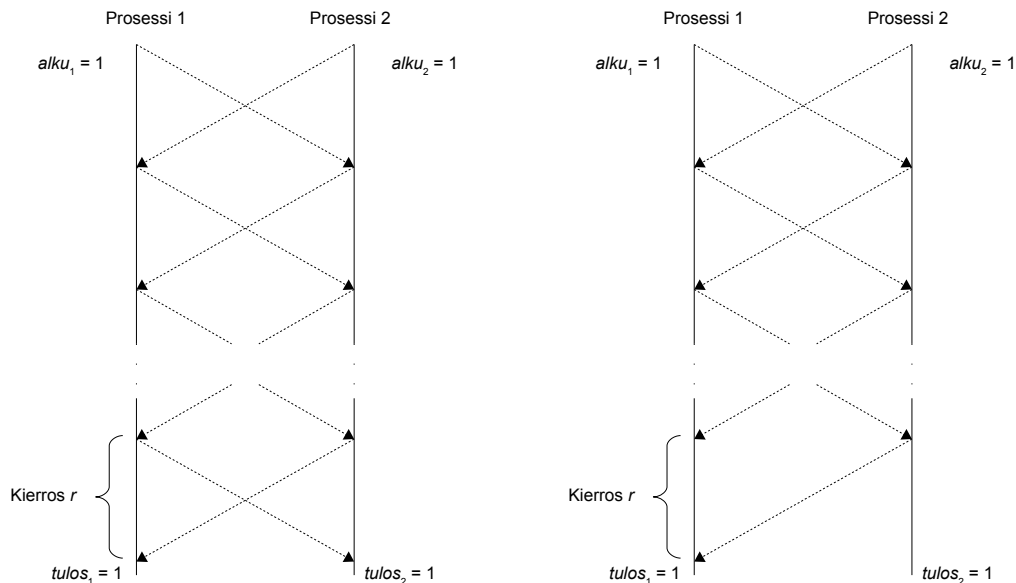 Prosessi 1 Prosessi 2
alku₁ = 1 alku₂ = 1
Kierros r
tulos₁ = 1 tulos₂ = 1
Prosessi 1 Prosessi 2
alku₁ = 1 alku₂ = 1
Kierros r
tulos₁ = 1 tulos₂ = 1